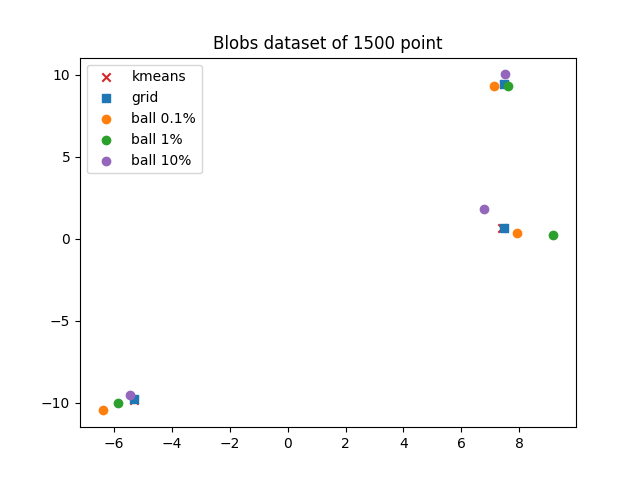 Blobs dataset of 1500 point
kmeans
grid
ball 0.1%
ball 1%
ball 10%
10
5
0
−5
−10
−6 −4 −2 0 2 4 6 8